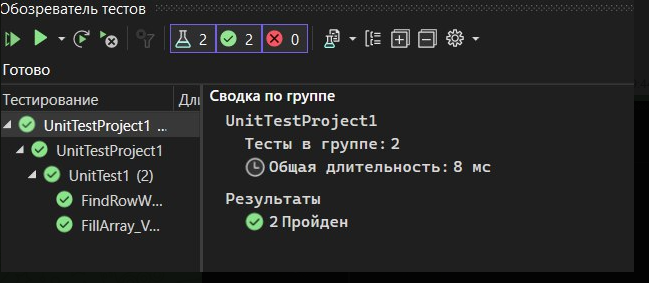 Обозреватель тестов
2 2 0
Готово
Тестирование
Дли
UnitTestProject1 ...
UnitTestProject1
UnitTest1 (2)
FindRowW...
FillArray_V...
Сводка по группе
UnitTestProject1
Тесты в группе: 2
Общая длительность: 8 мс
Результаты
2 Пройден